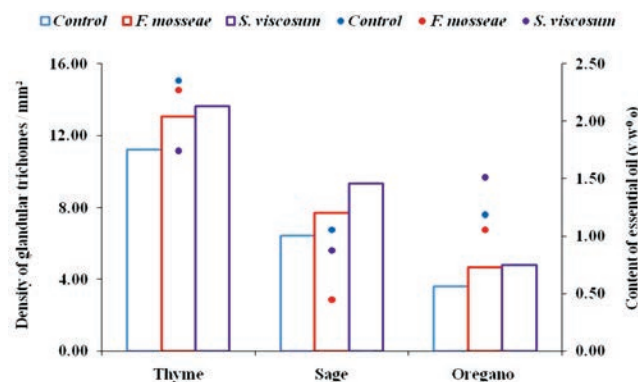 Control F. mosseae S. viscosum Control F. mosseae S. viscosum
Density of glandular trichomes / mm²
16.00
12.00
8.00
4.00
0.00
2.50
2.00
1.50
1.00
0.50
0.00
Content of essential oil (v/w%)
Thyme Sage Oregano